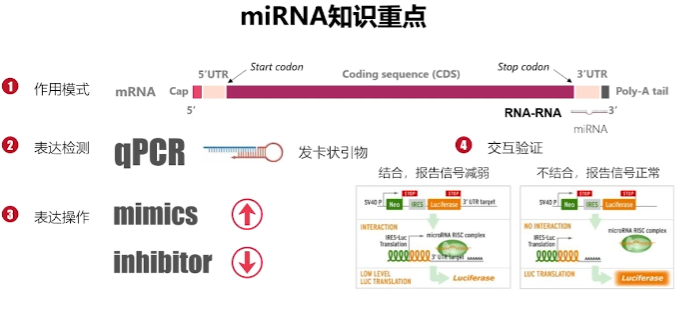 miRNA知识重点
Start codon
Stop codon
5'UTR
Coding sequence (CDS)
3'UTR
1 作用模式
mRNA
Cap
Poly-A tail
5'
RNA-RNA
3'
miRNA
2 表达检测
qPCR
发卡状引物
4 交互验证
结合，报告信号减弱
不结合，报告信号正常
STOP
STOP
SV40 P
Neo
IRES
Luciferase
3' UTR target
INTERACTION
microRNA RISC complex
IRES-Luc
Translation
3' UTR target
AAAAAA
LOW LEVEL
LUC TRANSLATION
Luciferase
STOP
STOP
SV40 P
Neo
IRES
Luciferase
NO INTERACTION
microRNA RISC complex
IRES-Luc
Translation
AAAAAA
LUC TRANSLATION
Luciferase
3 表达操作
mimics
inhibitor